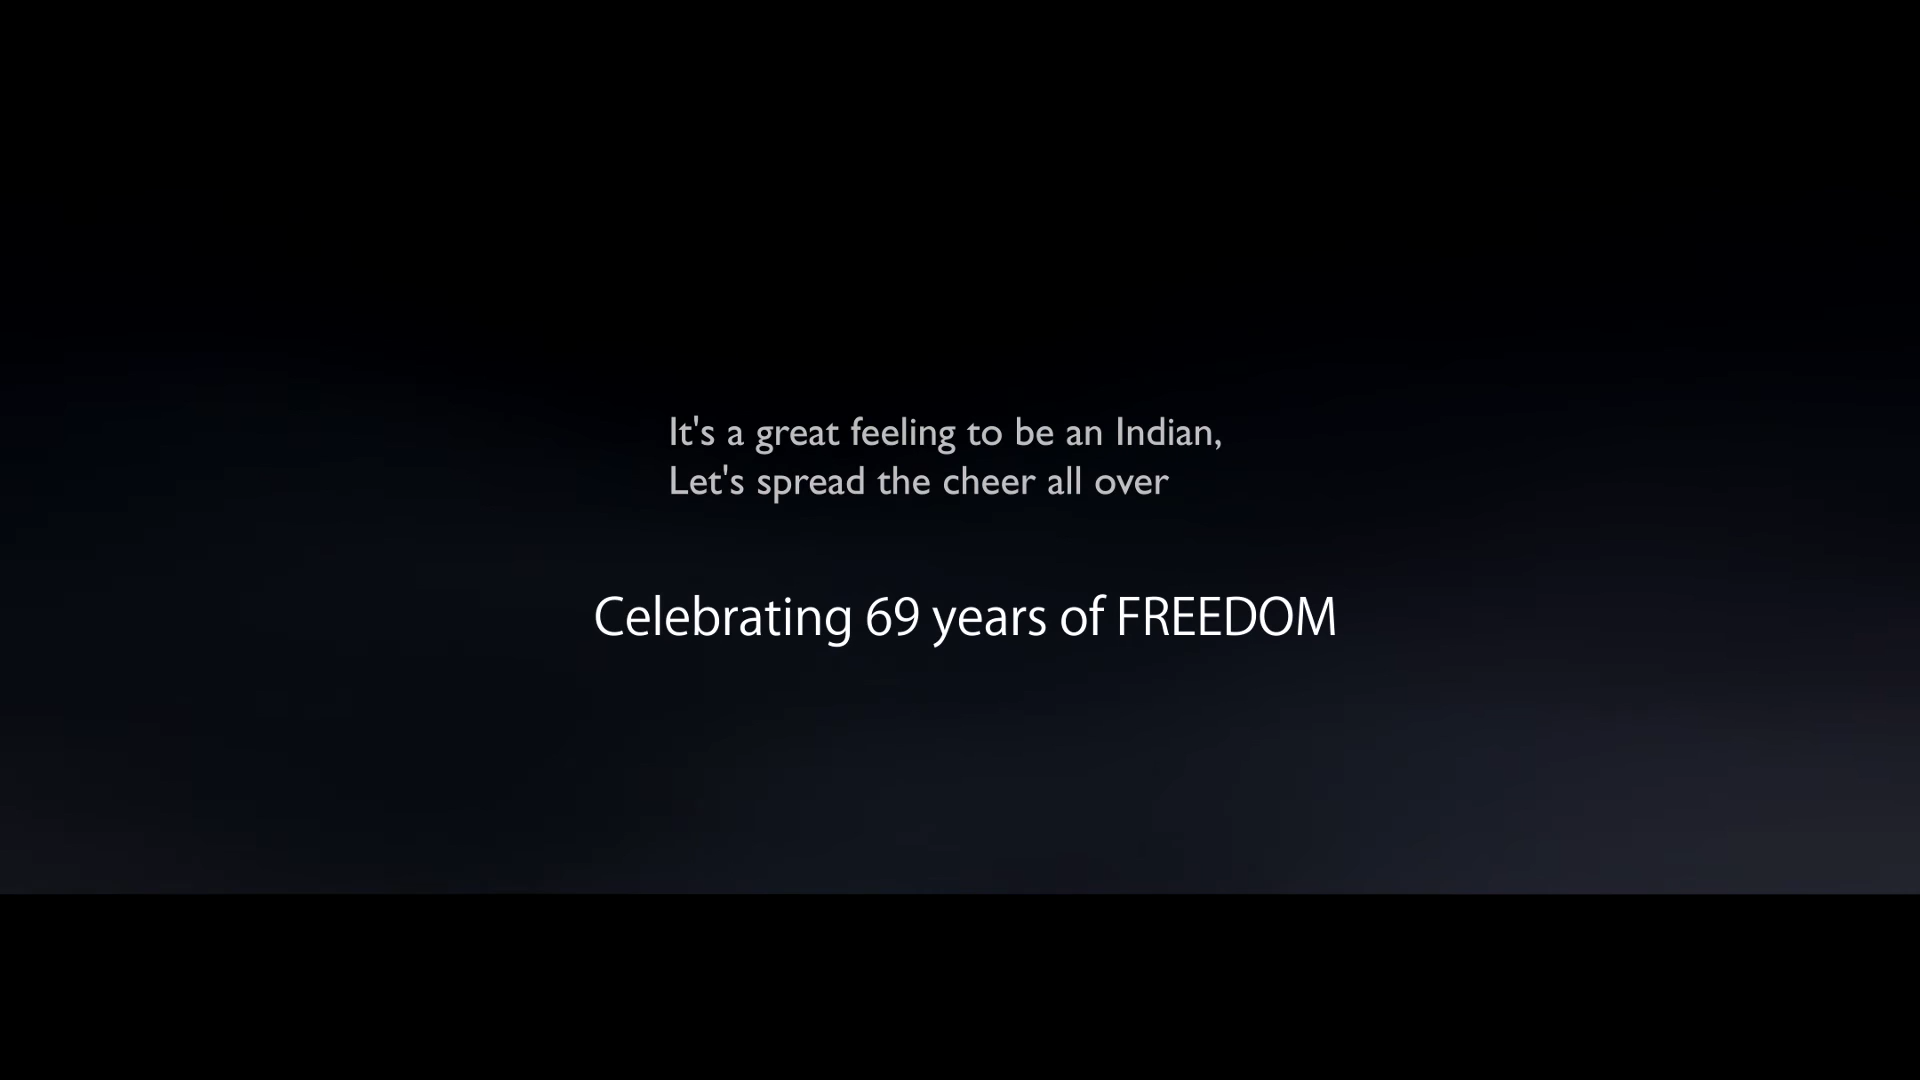 It's a great feeling to be an Indian,
Let's spread the cheer all over
Celebrating 69 years of FREEDOM